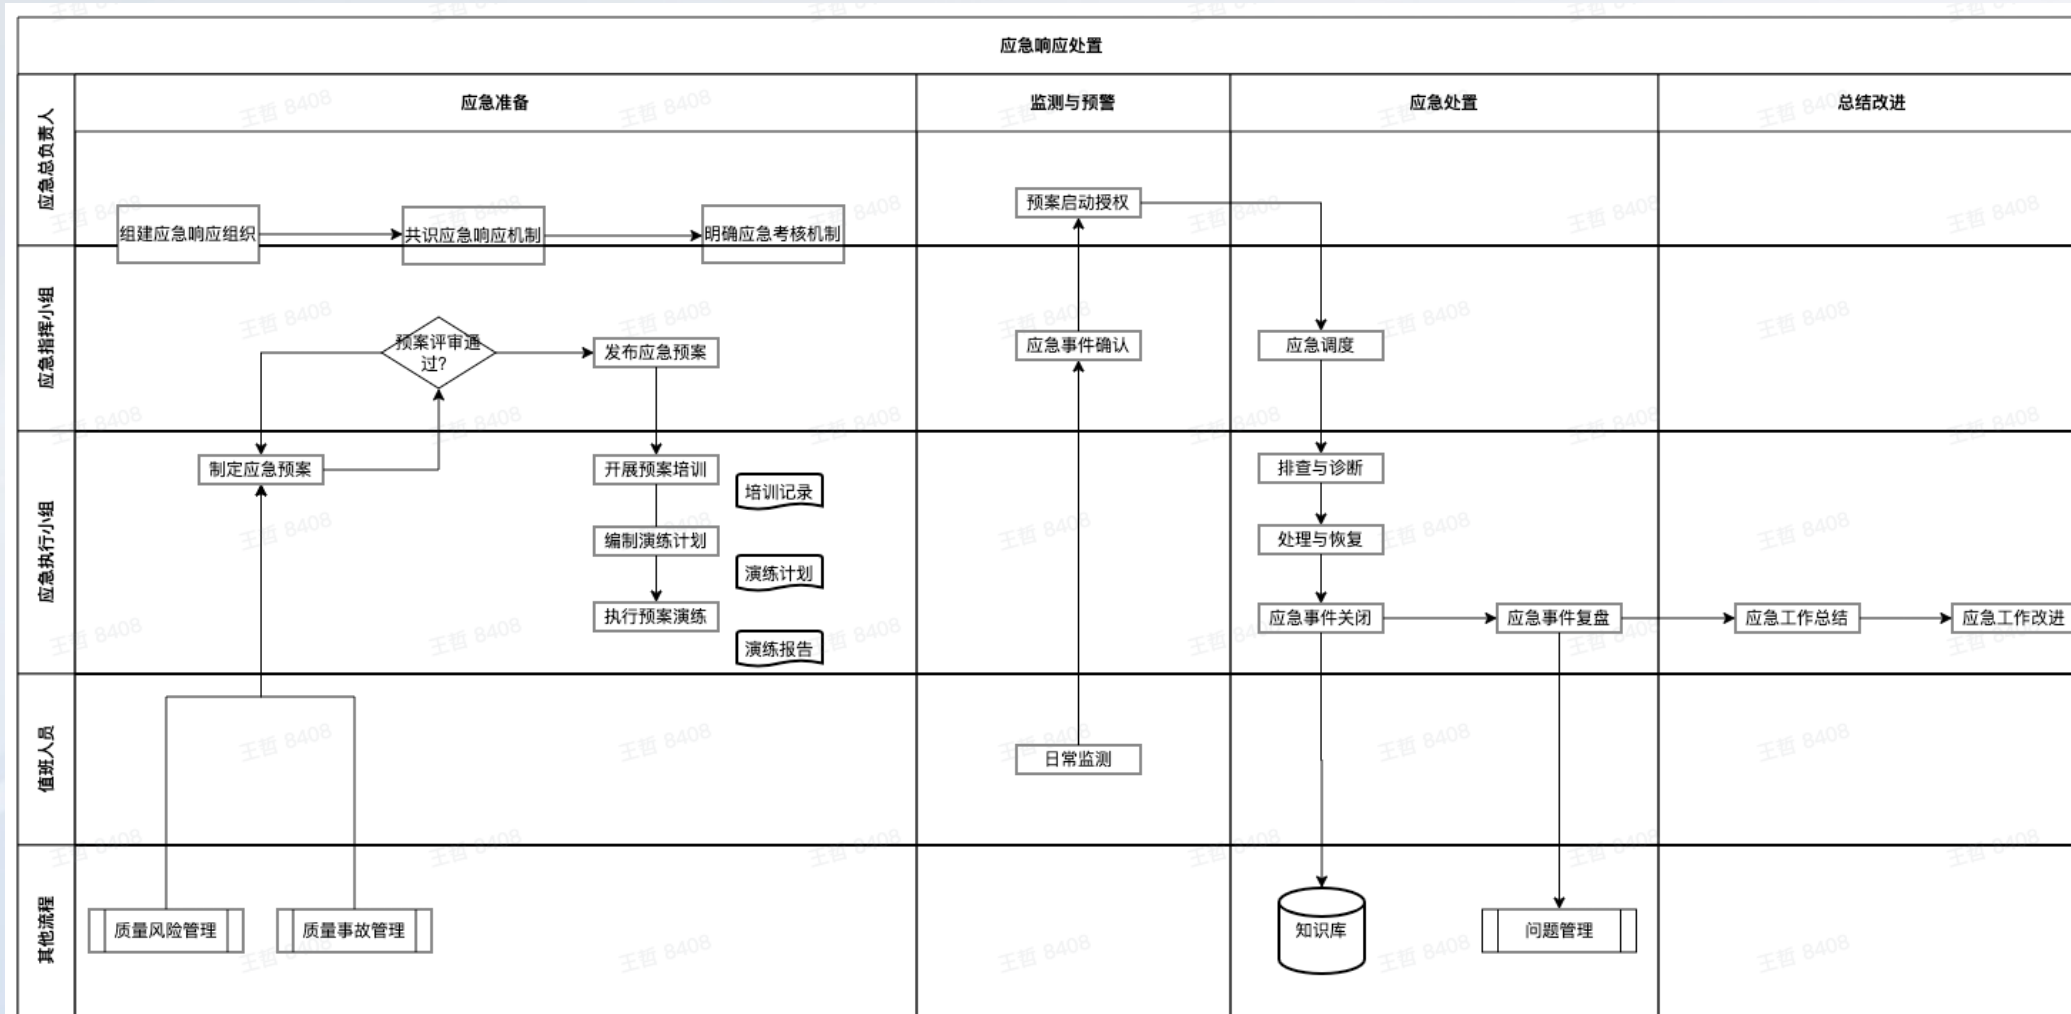 应急响应处置
应急准备
监测与预警
应急处置
总结改进
应急总负责人
组建应急响应组织
共识应急响应机制
明确应急考核机制
预案启动授权
应急指挥小组
预案评审通
过?
发布应急预案
应急事件确认
应急调度
应急执行小组
制定应急预案
开展预案培训
培训记录
编制演练计划
演练计划
执行预案演练
演练报告
排查与诊断
处理与恢复
应急事件关闭
应急事件复盘
应急工作总结
应急工作改进
值班人员
日常监测
其他流程
质量风险管理
质量事故管理
知识库
问题管理
王哲 8408